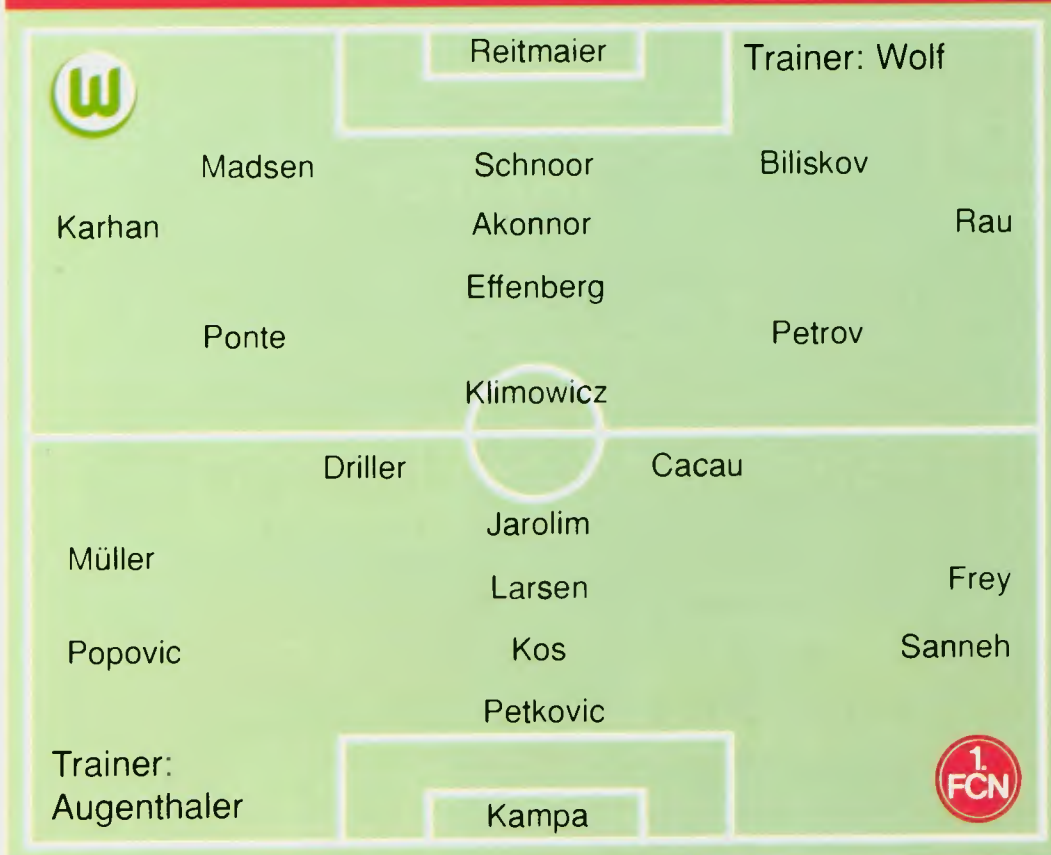 W
Reitmaier
Trainer: Wolf
Madsen Schnoor Biliskov
Karhan Akonnor Rau
Effenberg
Ponte Petrov
Klimowicz
Driller Cacau
Jarolim
Müller
Larsen Frey
Popovic Kos Sanneh
Petkovic
Trainer:
Augenthaler
Kampa
1.
FCN